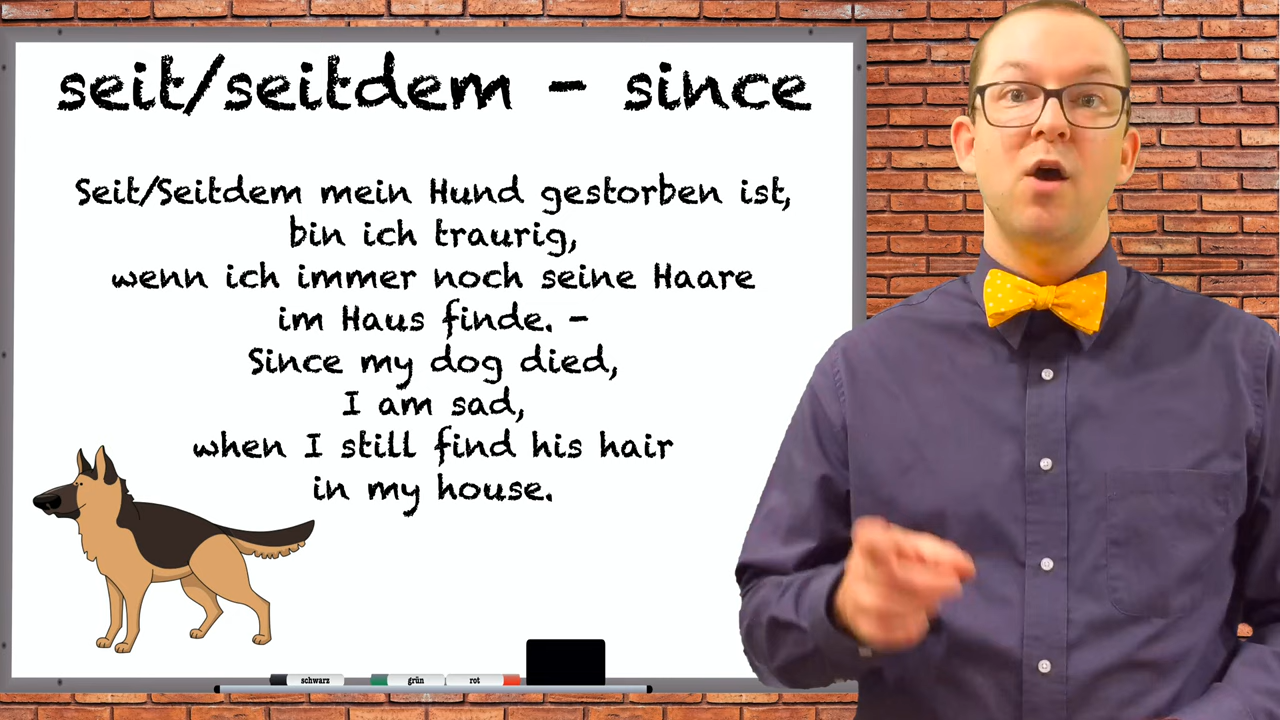 seit/seitdem - since
Seit/Seitdem mein Hund gestorben ist,
bin ich traurig,
wenn ich immer noch seine Haare
im Haus finde. -
Since my dog died,
I am sad,
when I still find his hair
in my house.
schwarz
grün
rot